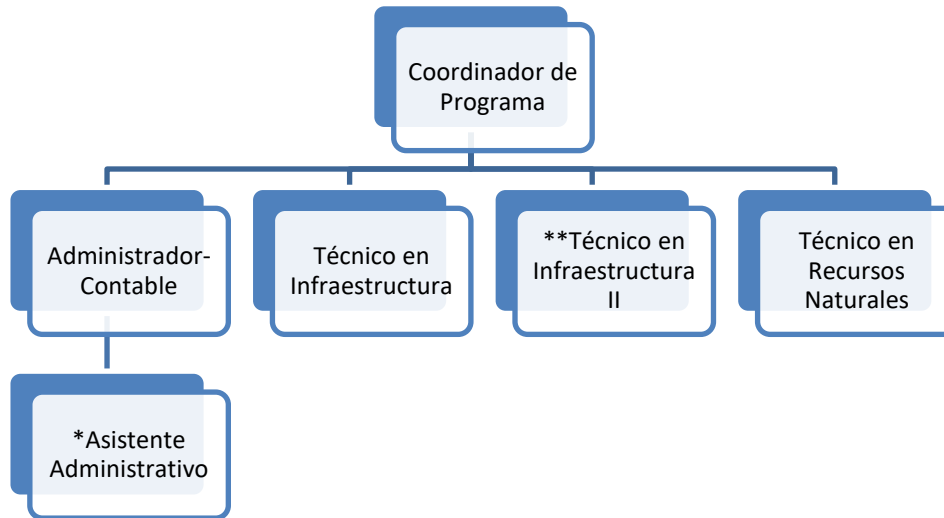 Coordinador de
Programa
Administrador-
Contable
Técnico en
Infraestructura
**Técnico en
Infraestructura
II
Técnico en
Recursos
Naturales
*Asistente
Administrativo